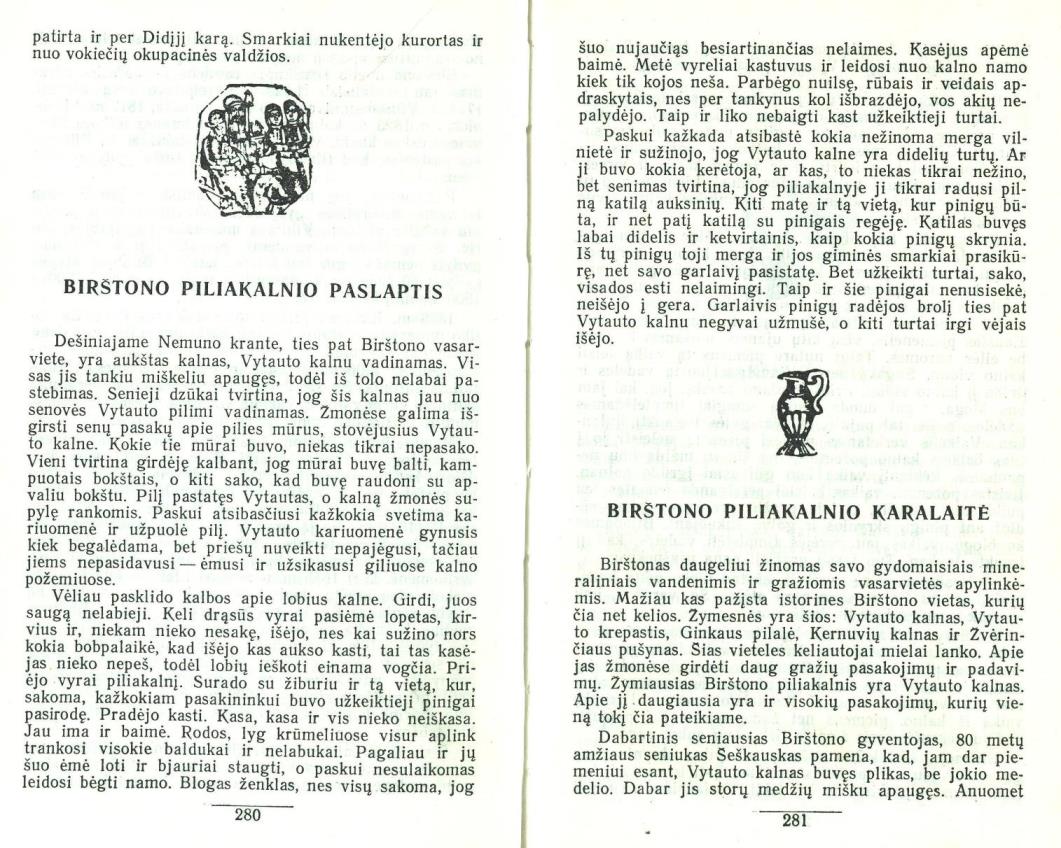 patirta ir per Didįjį karą. Smarkiai nukentėjo kurortas ir
nuo vokiečių okupacinės valdžios.
BIRŠTONO PILIAKALNIO PASLAPTIS
Dešiniajame Nemuno krante, ties pat Birštono vasar-
viete, yra aukštas kalnas, Vytauto kalnu vadinamas. Vi-
sas jis tankiu miškeliu apaugęs, todėl iš tolo nelabai pa-
stebimas. Senieji dzūkai tvirtina, jog šis kalnas jau nuo
senovės Vytauto pilimi vadinamas. Žmonėse galima iš-
girsti senų pasakų apie pilies mūrus, stovėjusius Vytau-
to kalne. Kokie tie mūrai buvo, niekas tikrai nepasako.
Vieni tvirtina girdėję kalbant, jog mūrai buvę balti, kam-
puotais bokštais, o kiti sako, kad buvę raudoni su ap-
valiu bokštu. Pilį pastatęs Vytautas, o kalną žmonės su-
pylę rankomis. Paskui atsibasčiusi kažkokia svetima ka-
riuomenė ir užpuolė pilį. Vytauto kariuomenė gynusis
kiek begalėdama, bet priešų nuveikti nepajėgusi, tačiau
jiems nepasidavusi — ėmusi ir užsikasusi giliuose kalno
požemiuose.
Vėliau pasklido kalbos apie lobius kalne. Girdi, juos
saugą nelabieji. Keli drąsūs vyrai pasiėmė lopetas, kir-
vius ir, niekam nieko nesakę, išėjo, nes kai sužino nors
kokia bobpalaikė, kad išėjo kas aukso kasti, tai tas kasė-
jas nieko nepeš, todėl lobių ieškoti einama vogčia. Pri-
ėjo vyrai piliakalnį. Surado su žiburiu ir tą vietą, kur,
sakoma, kažkokiam pasakininkui buvo užkeiktieji pinigai
pasirodę. Pradėjo kasti. Kasa, kasa ir vis nieko neiškasa.
Jau ima ir baimė. Rodos, lyg krūmeliuose visur aplink
trankosi visokie baldukai ir nelabukai. Pagaliau ir jų
šuo ėmė loti ir bjauriai staugti, o paskui nesulaikomas
leidosi bėgti namo. Blogas ženklas, nes visų sakoma, jog
280
šuo nujaučiąs besiartinančias nelaimes. Kasėjus apėmė
baimė. Metė vyreliai kastuvus ir leidosi nuo kalno namo
kiek tik kojos neša. Parbėgo nuilsę, rūbais ir veidais ap-
draskytais, nes per tankynus kol išbrazdėjo, vos akių ne-
palydėjo. Taip ir liko nebaigti kast užkeiktieji turtai.
Paskui kažkada atsibastė kokia nežinoma merga vil-
nietė ir sužinojo, jog Vytauto kalne yra didelių turtų. Ar
ji buvo kokia kerėtoja, ar kas, to niekas tikrai nežino,
bet senimas tvirtina, jog piliakalnyje ji tikrai radusi pil-
ną katilą auksinių. Kiti matę ir tą vietą, kur pinigų bū-
ta, ir net patį katilą su pinigais regėję. Katilas buvęs
labai didelis ir ketvirtainis, kaip kokia pinigų skrynia.
Iš tų pinigų toji merga ir jos giminės smarkiai prasikū-
rę, net savo garlaivį pasistatę. Bet užkeikti turtai, sako,
visados esti nelaimingi. Taip ir šie pinigai nenusisekė,
neišėjo į gera. Garlaivis pinigų radėjos brolį ties pat
Vytauto kalnu negyvai užmušė, o kiti turtai irgi vėjais
išėjo.
BIRŠTONO PILIAKALNIO KARALAITĖ
Birštonas daugeliui žinomas savo gydomaisiais mine-
raliniais vandenimis ir gražiomis vasarvietės apylinkė-
mis. Mažiau kas pažįsta istorines Birštono vietas, kurių
čia net kelios. Žymesnės yra šios: Vytauto kalnas, Vytau-
to krepastis, Ginkaus pilalė, Kernuvių kalnas ir Žvėrin-
čiaus pušynas. Šias vieteles keliautojai mielai lanko. Apie
jas žmonėse girdėti daug gražių pasakojimų ir padavi-
mų. Žymiausias Birštono piliakalnis yra Vytauto kalnas.
Apie jį daugiausia yra ir visokių pasakojimų, kurių vie-
ną tokį čia pateikiame.
Dabartinis seniausias Birštono gyventojas, 80 metų
amžiaus seniukas Šeškauskas pamena, kad, jam dar pie-
meniui esant, Vytauto kalnas buvęs plikas, be jokio me-
delio. Dabar jis storų medžių mišku apaugęs. Anuomet
281